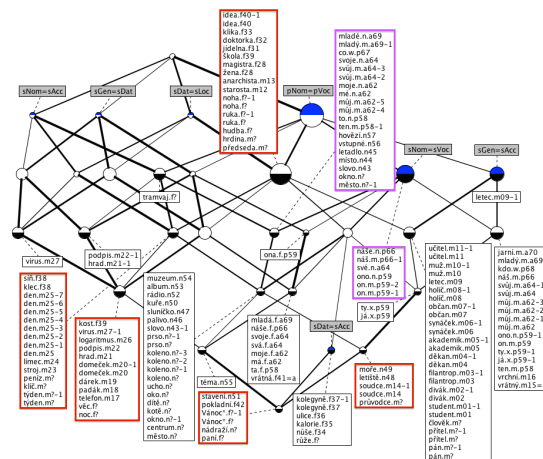 idea.f40-1
idea.f40
klika.f33
doktorka.f32
jídelna.f31
škola.f39
magistra.f28
žena.f28
anarchista.m13
starosta.m12
noha.f?-1
noha.f?
ruka.f?-1
ruka.f?
hudba.f?
hrdina.m?
předseda.m?
mladé.n.a69
mladý.m.a69-1
co.w.p67
svoje.n.a64
svůj.m.a64-3
svůj.m.a64-2
moje.n.a62
mé.n.a62
můj.m.a62-5
můj.m.a62-4
to.n.p58
ten.m.p58-1
hovězí.n57
vstupné.n56
letadlo.n45
místo.n44
slovo.n43
okno.n?
město.n?-1
sNom=sAcc
sGen=sDat
sDat=sLoc
pNom=pVoc
sNom=sVoc
sGen=sAcc
tramvaj.f?
letec.m09-1
virus.m27
podpis.m22-1
hrad.m21-1
ona.f.p59
náše.n.p66
náš.m.p66-1
své.n.a64
ono.n.p59
on.m.p59-2
on.m.p59-1
ty.x.p59
já.x.p59
síň.f38
klec.f38
den.m25-7
den.m25-6
den.m25-5
den.m25-4
den.m25-3
den.m25-2
den.m25-1
den.m25
límec.m24
stroj.m23
peníz.m?
klíč.m?
týden.m?-1
týden.m?
kost.f39
virus.m27-1
logaritmus.m26
podpis.m22
hrad.m21
domeček.m20-1
domeček.m20
dárek.m19
padák.m18
telefon.m17
věc.f?
noc.f?
muzeum.n54
album.n53
rádio.n52
kuře.n50
sluníčko.n47
palivo.n46
slovo.n43-1
prso.n?-1
prso.n?
koleno.n?-3
koleno.n?-2
koleno.n?-1
koleno.n?
ucho.n?
oko.n?
dítě.n?
kotě.n?
okno.n?-1
centrum.n?
město.n?
téma.n55
stavení.n51
pokladní.f42
Vánoc*.f?-1
Vánoc*.f?
nádraží.n?
paní.f?
mladá.f.a69
náše.f.p66
svoje.f.a64
svá.f.a64
moje.f.a62
má.f.a62
ta.f.p58
vrátná.f41=a
sDat=sAcc
kolegyně.f37-1
kolegyně.f37
ulice.f36
kalorie.f35
nůše.f34
růže.f?
moře.n49
letiště.n48
soudce.m14-1
soudce.m14
průvodce.m?
učitel.m11-1
učitel.m11
muž.m10-1
muž.m10
letec.m09
holič.m08-1
holič.m08
občan.m07-1
občan.m07
synáček.m06-1
synáček.m06
akademik.m05-1
akademik.m05
děkan.m04-1
děkan.m04
filantrop.m03-1
filantrop.m03
divák.m02-1
divák.m02
student.m01-1
student.m01
člověk.m?
přítel.m?-1
přítel.m?
pán.m?-1
pán.m?
jarní.m.a70
mladý.m.a69
kdo.w.p68
náš.m.p66
svůj.m.a64-1
svůj.m.a64
můj.m.a62-3
můj.m.a62-2
můj.m.a62-1
můj.m.a62
ono.n.p59-1
on.m.p59
ty.x.p59-1
já.x.p59-1
ten.m.p58
vrchní.m16
vrátný.m15=